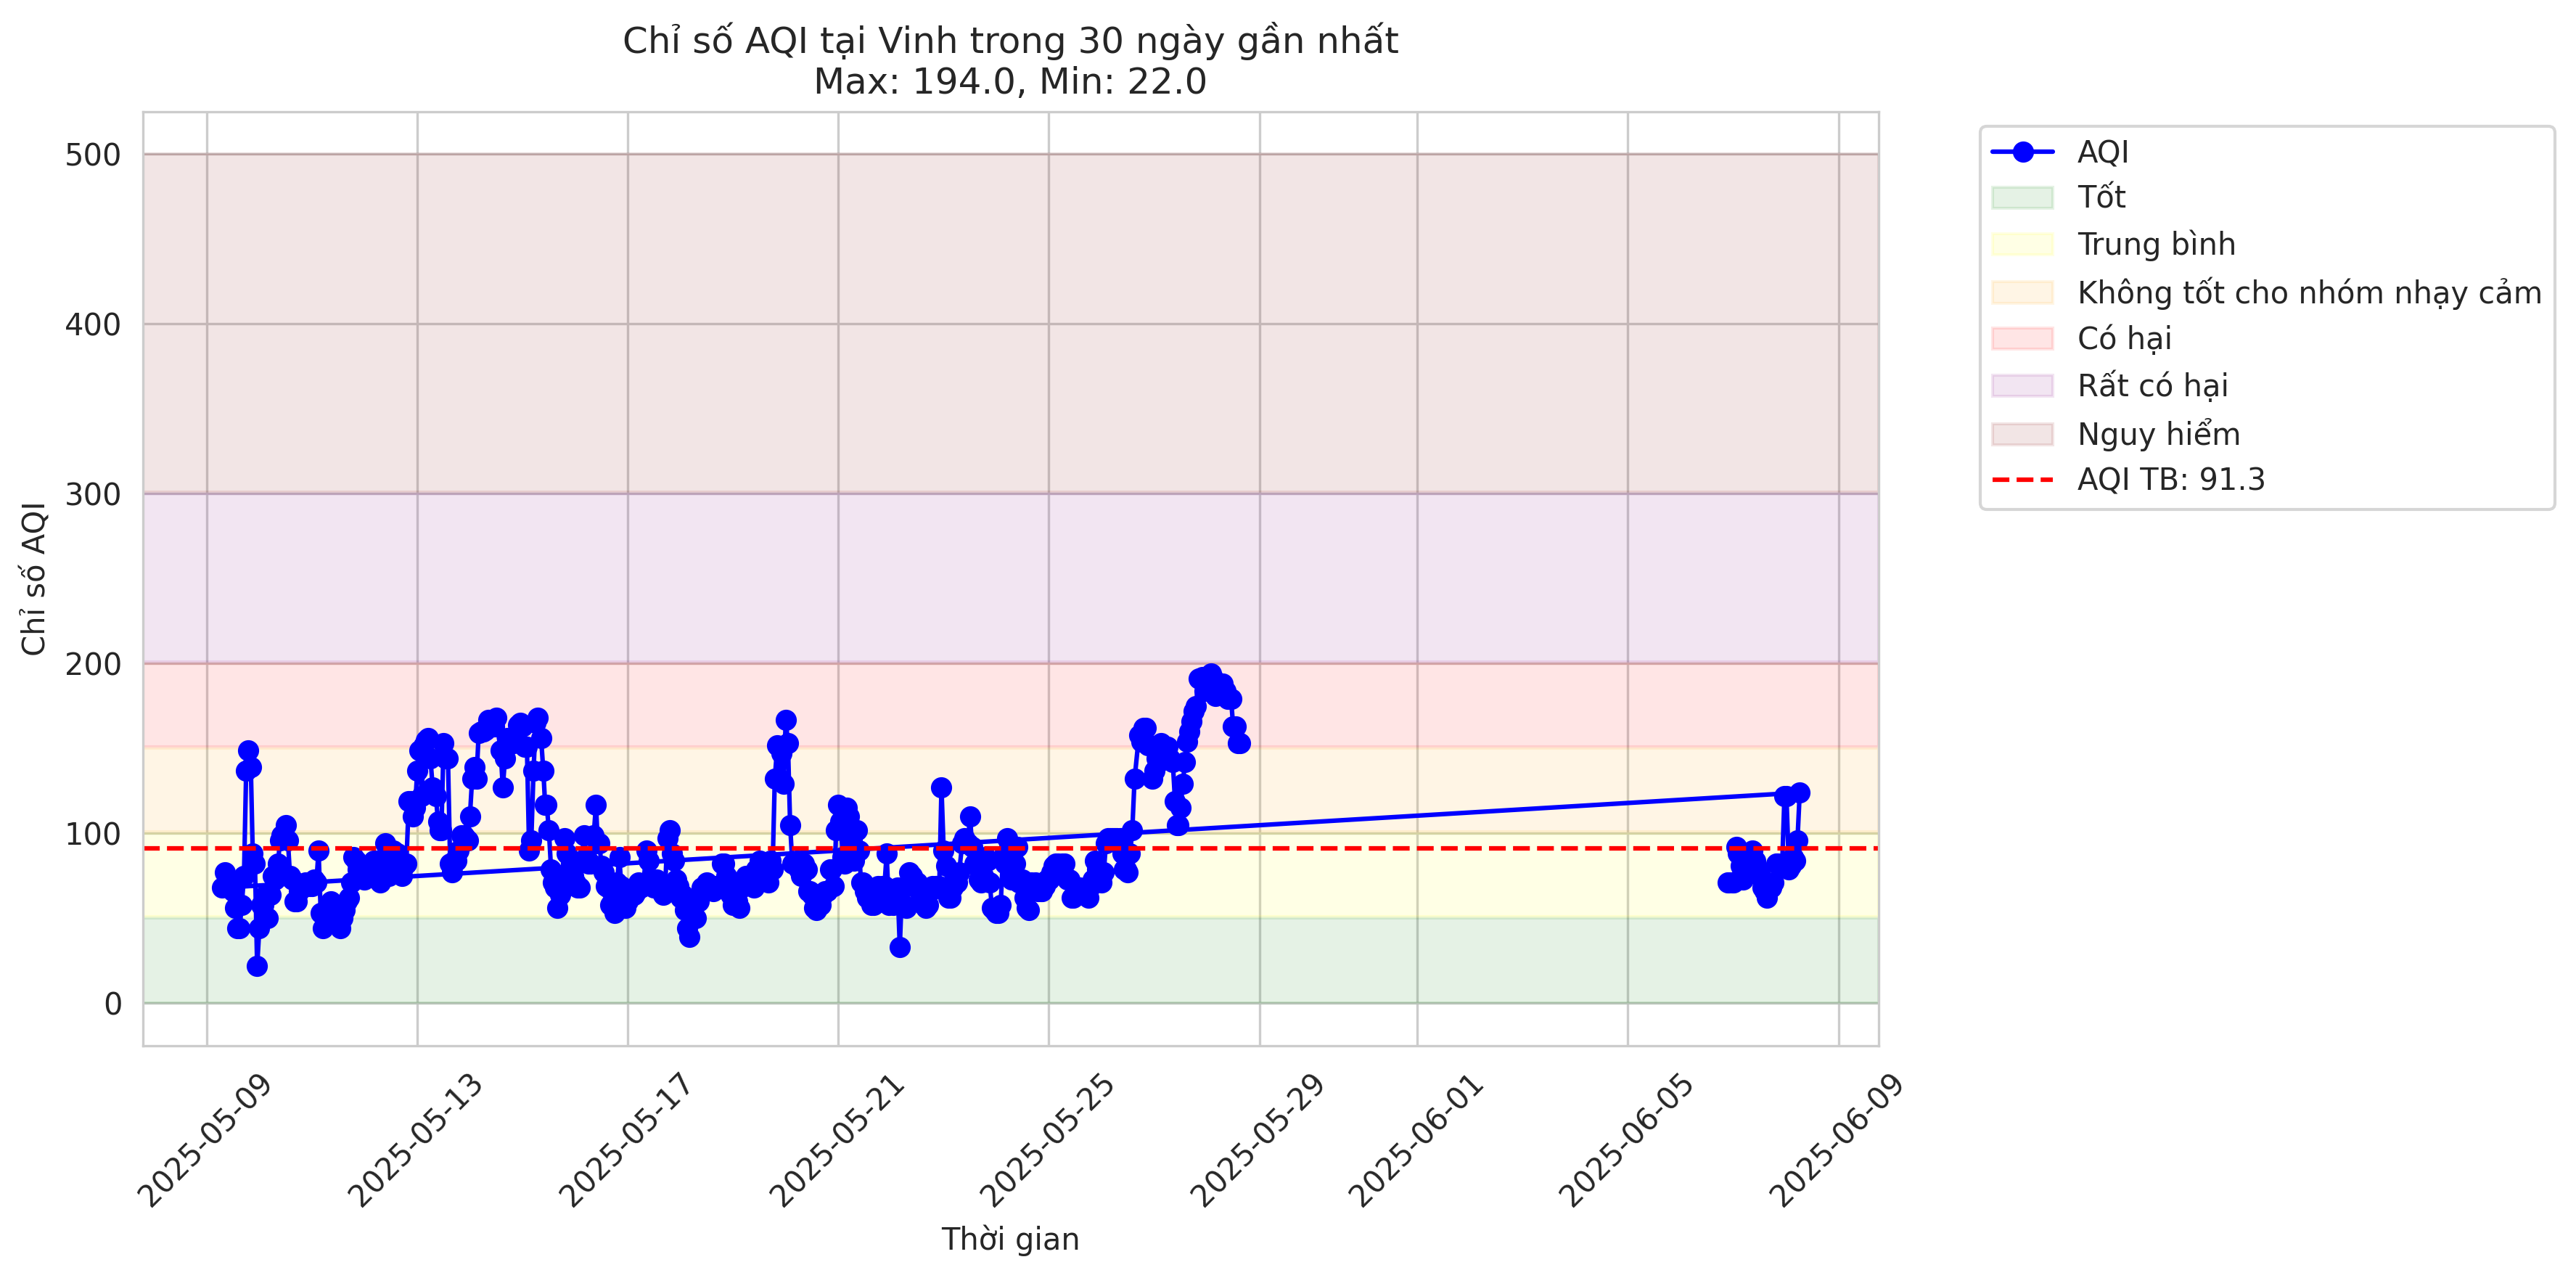 Chỉ số AQI tại Vinh trong 30 ngày gần nhất
Max: 194.0, Min: 22.0
Chỉ số AQI
500
400
300
200
100
0
2025-05-09
2025-05-13
2025-05-17
2025-05-21
2025-05-25
2025-05-29
2025-06-01
2025-06-05
2025-06-09
Thời gian
AQI
Tốt
Trung bình
Không tốt cho nhóm nhạy cảm
Có hại
Rất có hại
Nguy hiểm
AQI TB: 91.3